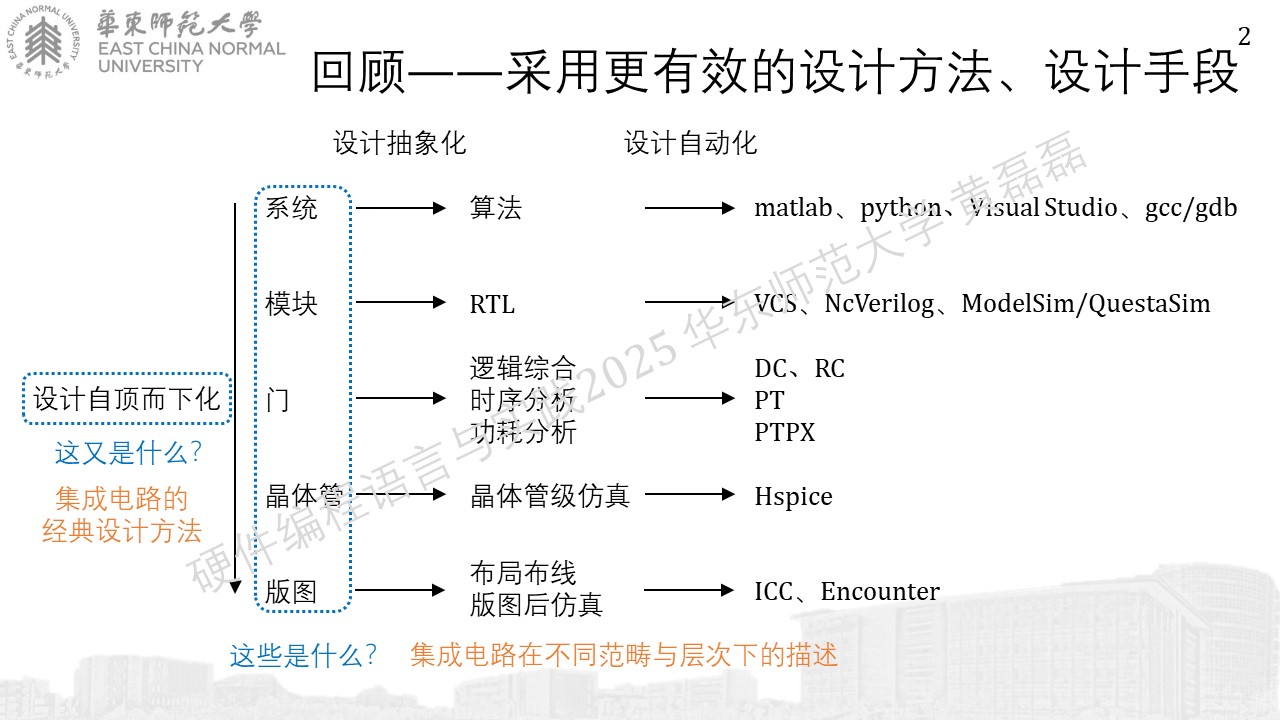 EAST CHINA NORMAL UNIVERSITY
華東師範大學
華東師範大學
EAST CHINA NORMAL
UNIVERSITY
2
回顾——采用更有效的设计方法、设计手段
设计抽象化
设计自动化
系统
算法
matlab、python、Visual Studio、gcc/gdb
模块
RTL
VCS、NcVerilog、ModelSim/QuestaSim
设计自顶而下化
门
逻辑综合
时序分析
功耗分析
DC、RC
PT
PTPX
这又是什么?
集成电路的
经典设计方法
晶体管
晶体管级仿真
Hspice
版图
布局布线
版图后仿真
ICC、Encounter
这些是什么?
集成电路在不同范畴与层次下的描述
硬件编程语言与实践2025 华东师范大学 黄磊磊